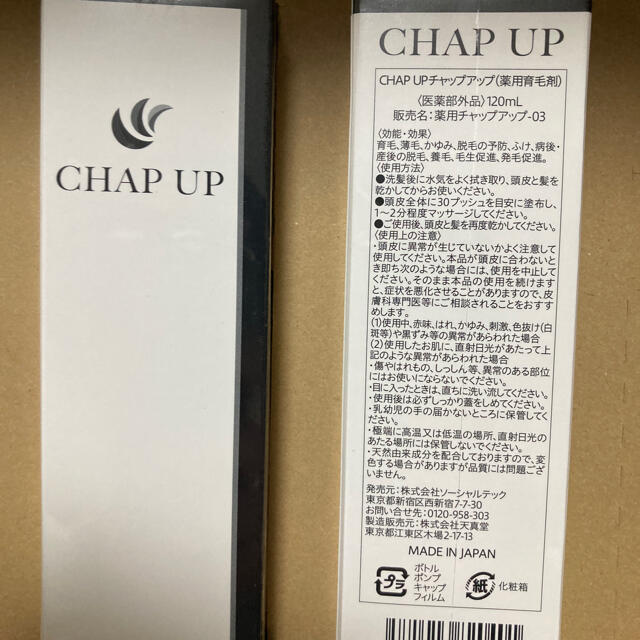 CHAP UP
CHAP UP
CHAP UPチャップアップ(薬用育毛剤)
〈医薬部外品〉120mL
販売名:薬用チャップアップ-03
〈効能・効果〉
育毛、薄毛、かゆみ、脱毛の予防、ふけ、病後・
産後の脱毛、養毛、毛生促進、発毛促進。
〈使用方法〉
●洗髪後に水気をよく拭き取り、頭皮と髪を
乾かしてからお使いください。
●頭皮全体に30プッシュを目安に塗布し、
1〜2分程度マッサージしてください。
●ご使用後、頭皮と髪を再度乾かしてください。
〈使用上の注意〉
・頭皮に異常が生じていないかよく注意して
使用してください。本品が頭皮に合わないと
き即ち次のような場合には、使用を中止して
ください。そのまま本品の使用を続けます
と、症状を悪化させることがありますので、皮
膚科専門医等にご相談されることをおすす
めします。
(1)使用中、赤味、はれ、かゆみ、刺激、色抜け(白
斑等)や黒ずみ等の異常があらわれた場合
(2)使用したお肌に、直射日光があたって上
記のような異常があらわれた場合
・傷やはれもの、しっしん等、異常のある部位
にはお使いにならないでください。
・目に入ったときは、直ちに洗い流してください。
・使用後は必ずしっかり蓋をしめてください。
・乳幼児の手の届かないところに保管してく
ださい。
・極端に高温又は低温の場所、直射日光の
あたる場所には保管しないでください。
・天然由来成分を配合しておりますので、変
色する場合がありますが品質には問題ござ
いません。
発売元:株式会社ソーシャルテック
東京都新宿区西新宿7-7-30
お問い合せ先:0120-958-303
製造販売元:株式会社天真堂
東京都江東区木場2-17-13
MADE IN JAPAN
プラ
ボトル
ポンプ
キャップ
フィルム
紙
化粧箱